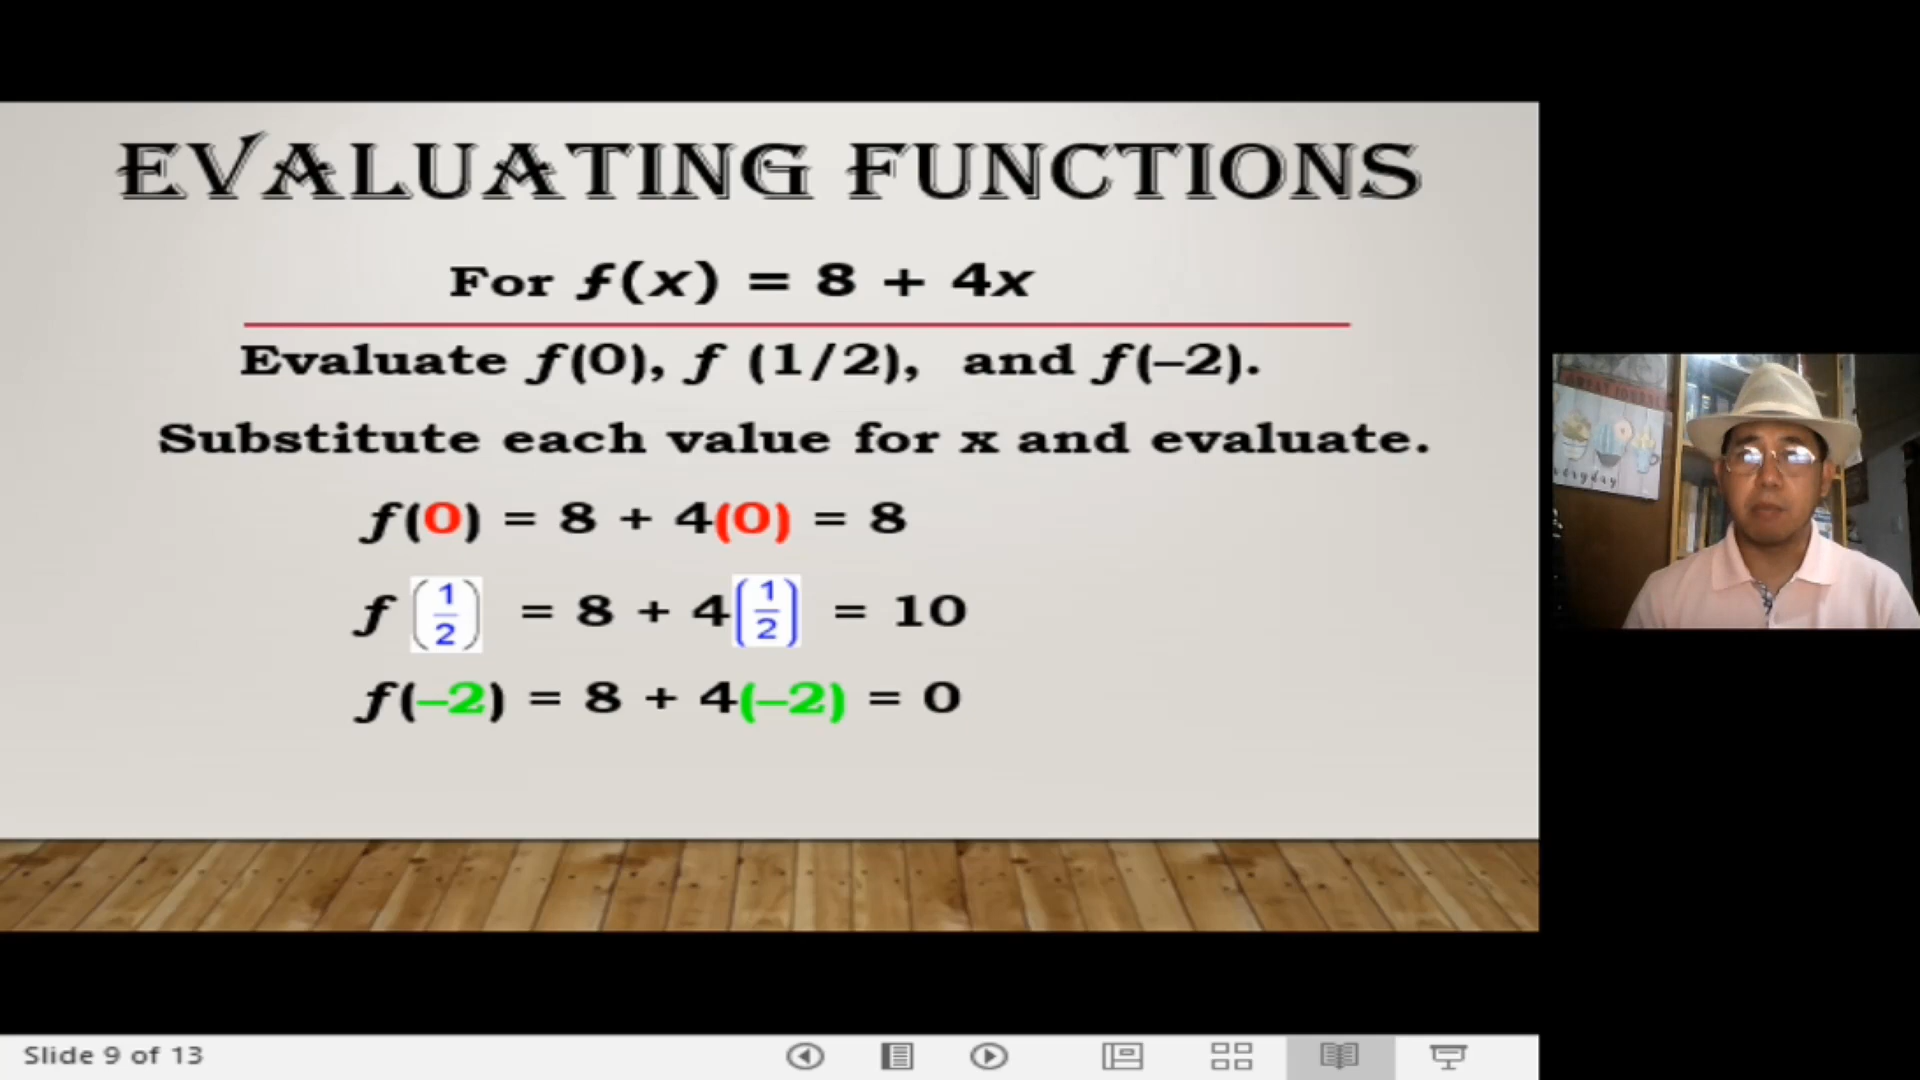 EVALUATING FUNCTIONS
For f(x) = 8 + 4x
Evaluate f(0), f (1/2), and f(–2).
Substitute each value for x and evaluate.
f(0) = 8 + 4(0) = 8
f (1/2) = 8 + 4(1/2) = 10
f(–2) = 8 + 4(–2) = 0
everyday
Slide 9 of 13